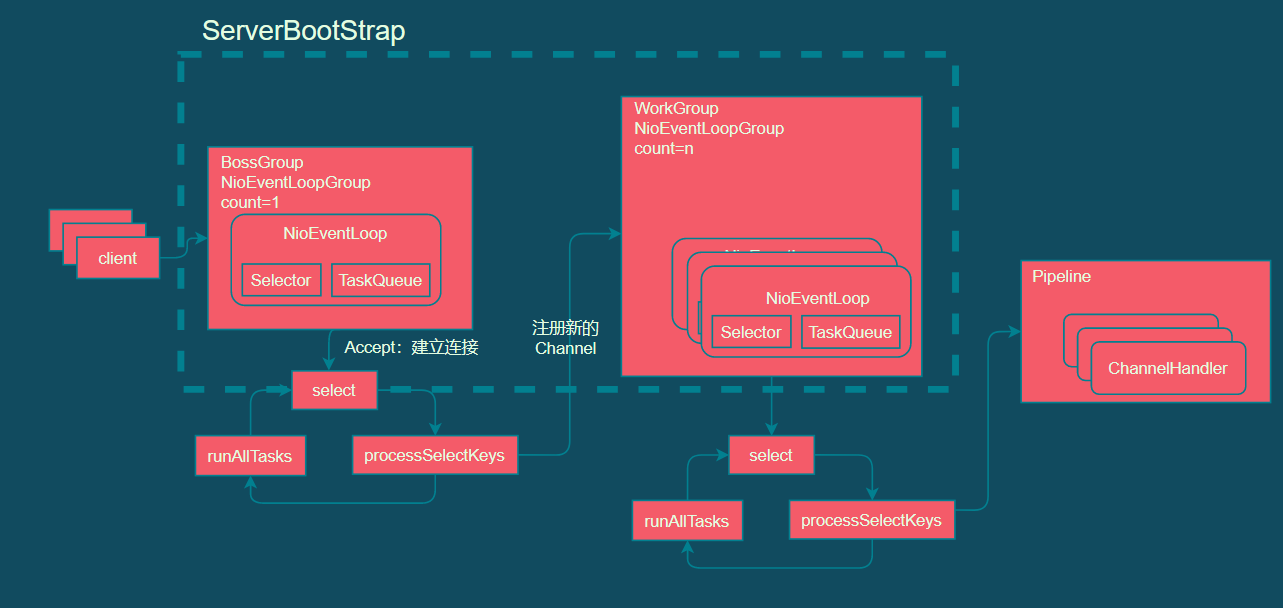 ServerBootStrap
BossGroup
NioEventLoopGroup
count=1
NioEventLoop
Selector
TaskQueue
client
Accept：建立连接
select
runAllTasks
processSelectKeys
注册新的
Channel
WorkGroup
NioEventLoopGroup
count=n
NioEventLoop
Selector
TaskQueue
select
runAllTasks
processSelectKeys
Pipeline
ChannelHandler